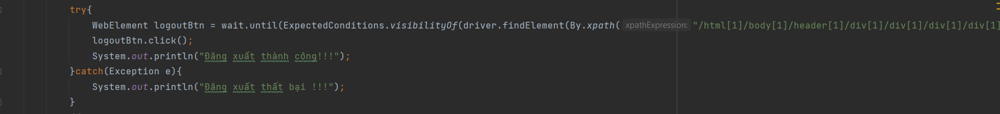 try{
WebElement logoutBtn = wait.until(ExpectedConditions.visibilityOf(driver.findElement(By.xpath( xpathExpression: "/html[1]/body[1]/header[1]/div[1]/div[1]/div[1]/div[1]
logoutBtn.click();
System.out.println("Đăng xuất thành công!!!");
}catch(Exception e){
System.out.println("Đăng xuất thất bại !!!");
}